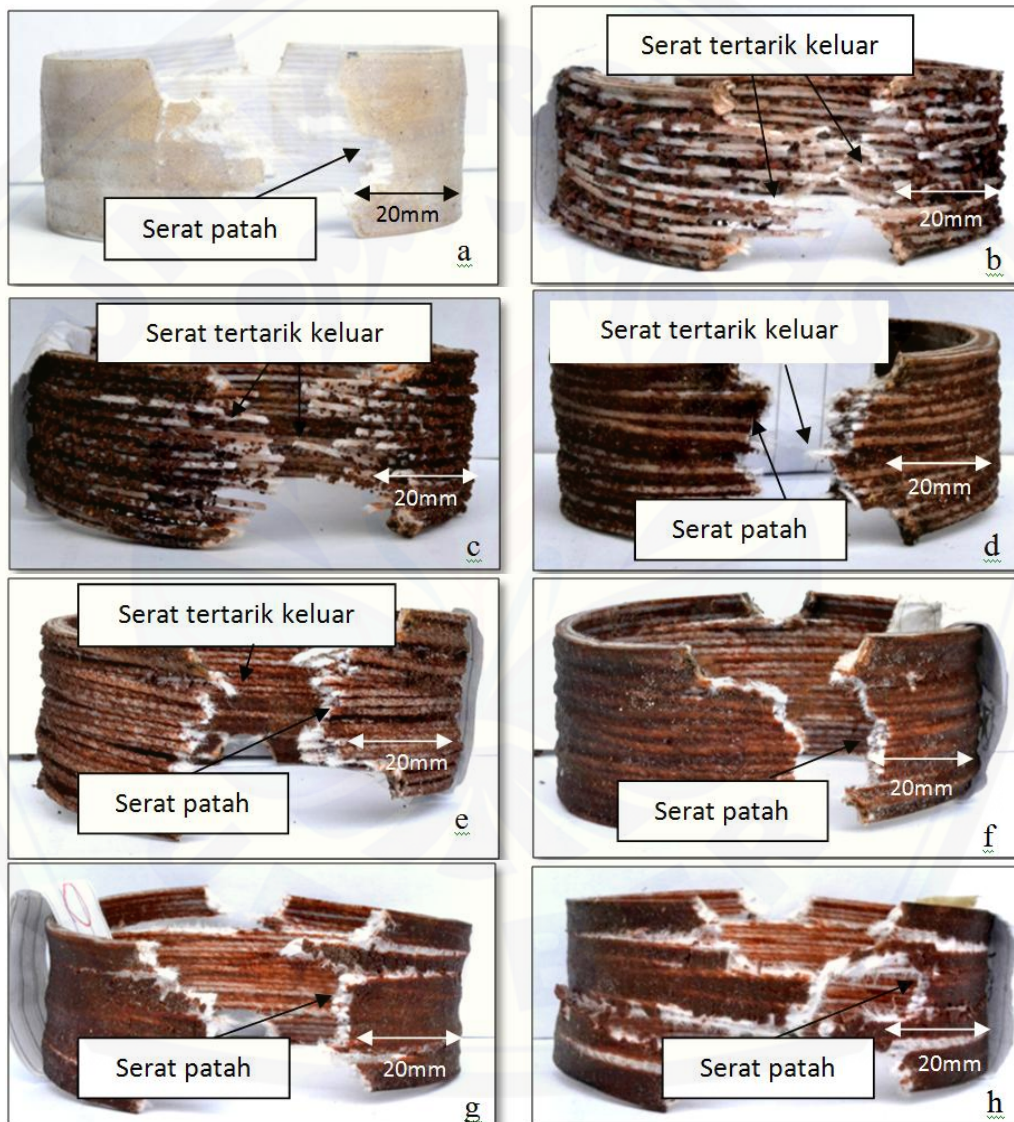 Serat patah
20mm
a
Serat tertarik keluar
20mm
b
Serat tertarik keluar
20mm
c
Serat tertarik keluar
20mm
Serat patah
d
Serat tertarik keluar
20mm
Serat patah
e
20mm
Serat patah
f
20mm
Serat patah
g
20mm
Serat patah
h